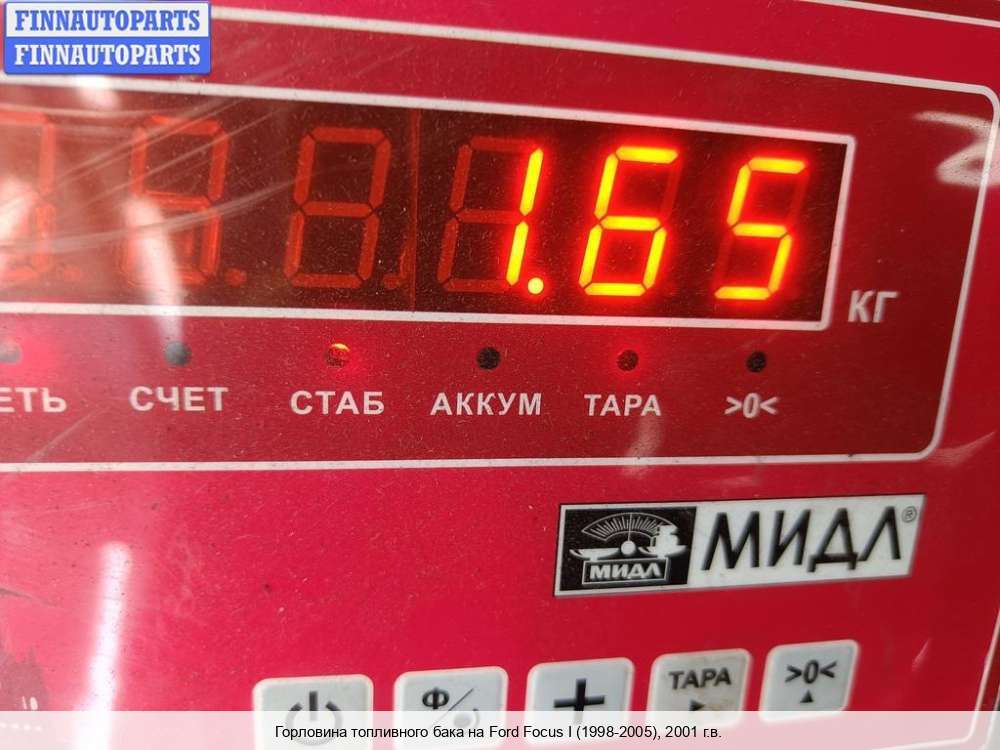 FINNAUTOPARTS
FINNAUTOPARTS
1.65
КГ
ЕТЬ СЧЕТ СТАБ АККУМ ТАРА >0<
МИДЛ МИДЛ®
Ф/ + ТАРА >0<
Горловина топливного бака на Ford Focus I (1998-2005), 2001 г.в.